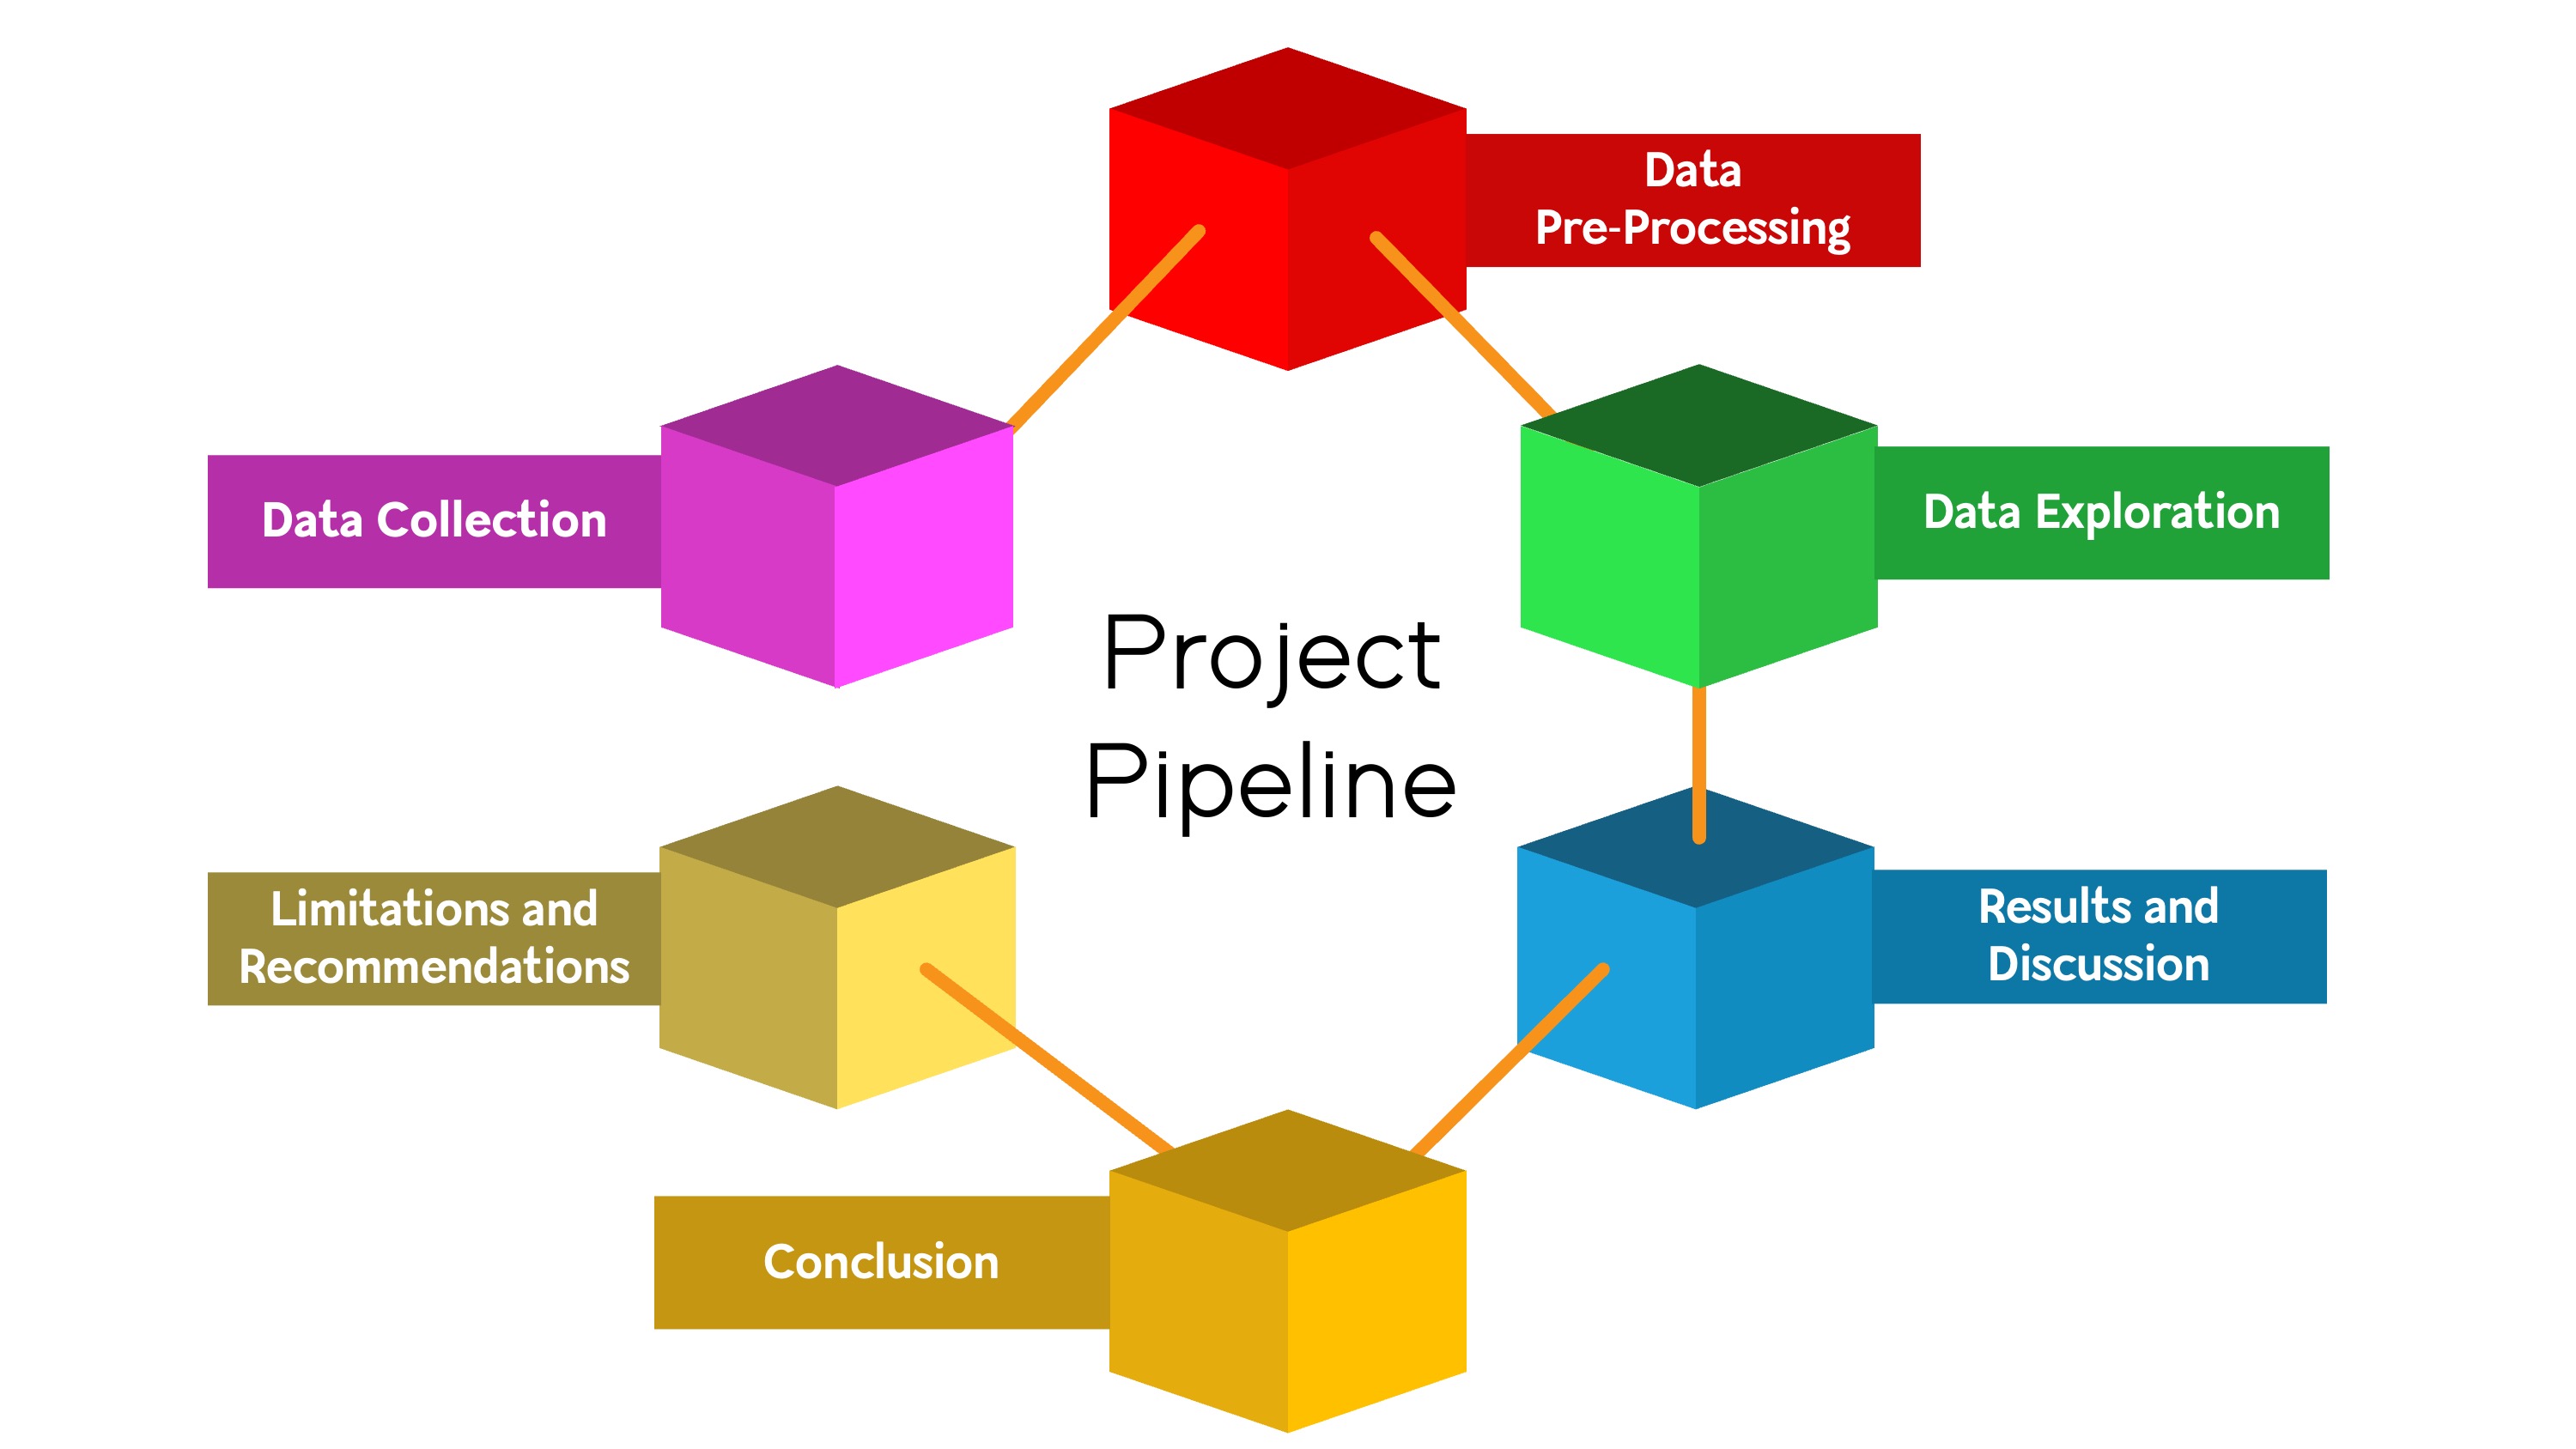 Data
Pre-Processing
Data Collection
Data Exploration
Project
Pipeline
Limitations and
Recommendations
Results and
Discussion
Conclusion